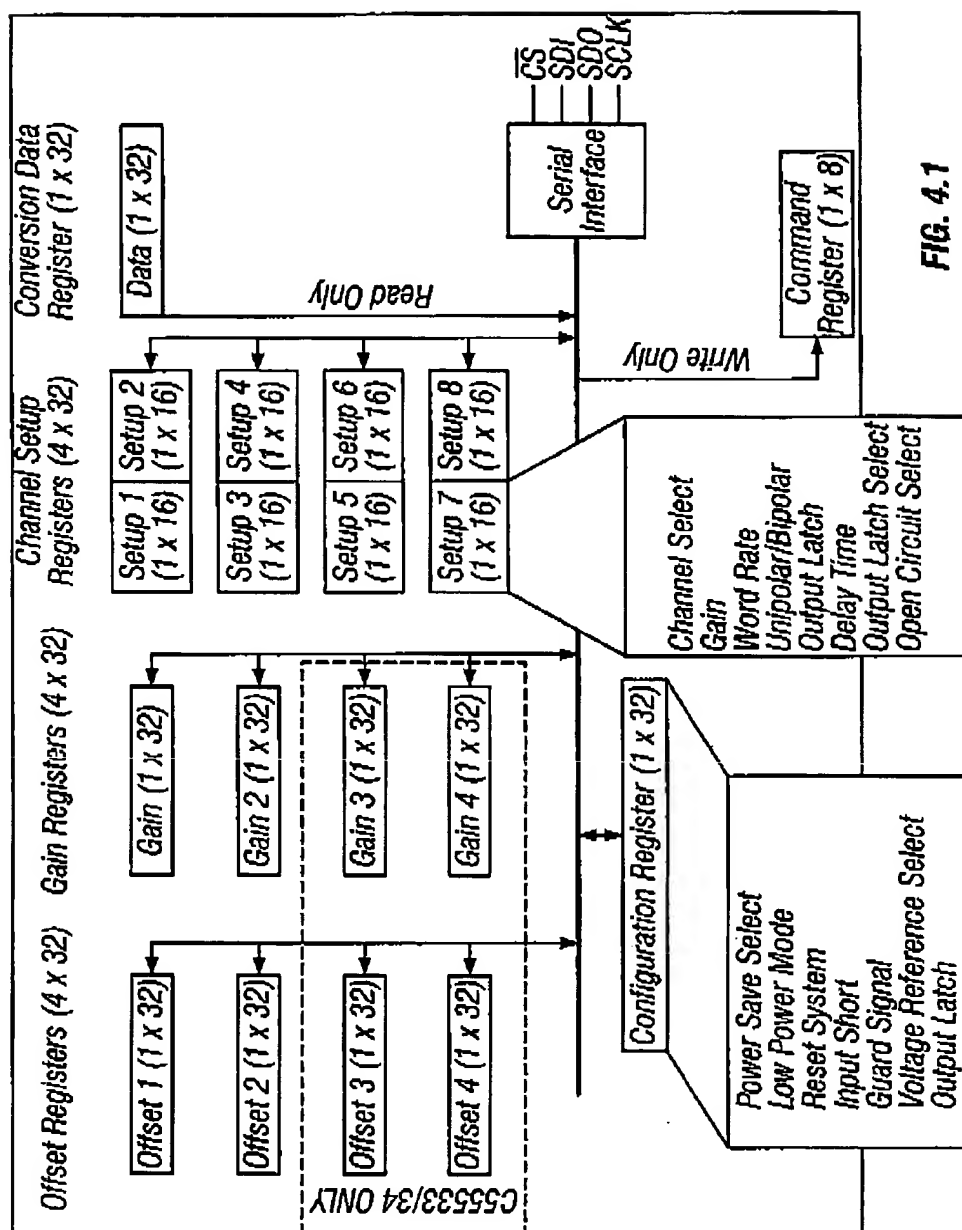 Offset Registers (4 x 32)
Offset 1 (1 x 32)
Offset 2 (1 x 32)
Offset 3 (1 x 32)
Offset 4 (1 x 32)
C55533/34 ONLY
Gain Registers (4 x 32)
Gain (1 x 32)
Gain 2 (1 x 32)
Gain 3 (1 x 32)
Gain 4 (1 x 32)
Channel Setup
Registers (4 x 32)
Setup 1
(1 x 16)
Setup 2
(1 x 16)
Setup 3
(1 x 16)
Setup 4
(1 x 16)
Setup 5
(1 x 16)
Setup 6
(1 x 16)
Setup 7
(1 x 16)
Setup 8
(1 x 16)
Conversion Data
Register (1 x 32)
Data (1 x 32)
Read Only
Serial
Interface
CS
SDI
SDO
SCLK
Write Only
Command
Register (1 x 8)
Configuration Register (1 x 32)
Power Save Select
Low Power Mode
Reset System
Input Short
Guard Signal
Voltage Reference Select
Output Latch
Channel Select
Gain
Word Rate
Unipolar/Bipolar
Output Latch
Delay Time
Output Latch Select
Open Circuit Select
FIG. 4.1